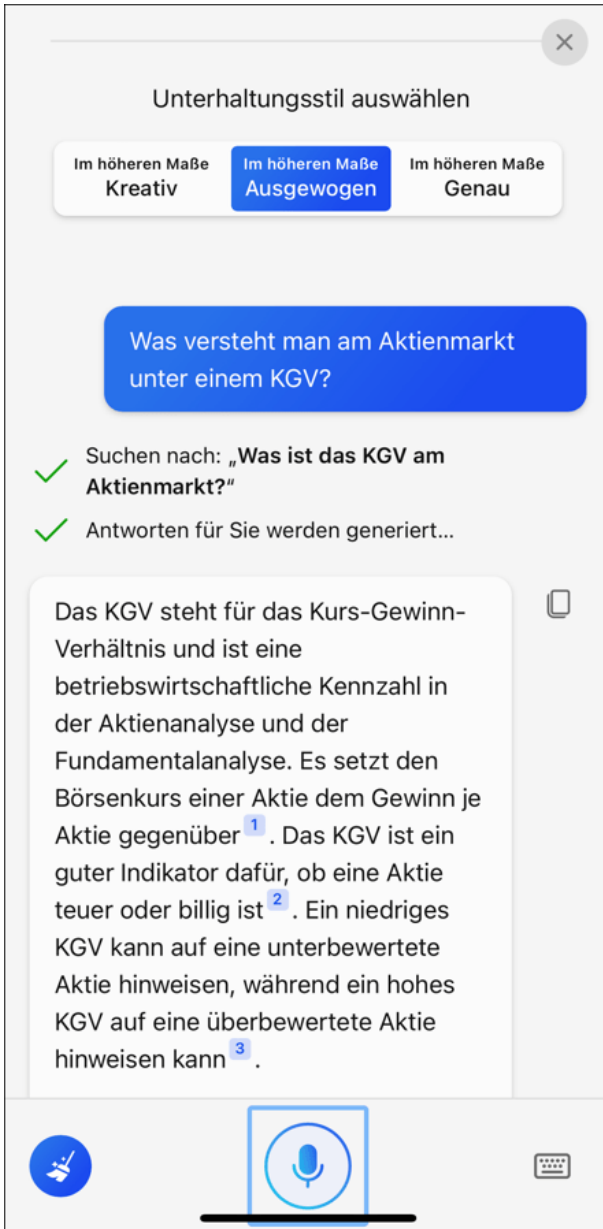 Unterhaltungsstil auswählen
Im höheren Maße
Kreativ
Im höheren Maße
Ausgewogen
Im höheren Maße
Genau
Was versteht man am Aktienmarkt
unter einem KGV?
Suchen nach: „Was ist das KGV am
Aktienmarkt?“
Antworten für Sie werden generiert...
Das KGV steht für das Kurs-Gewinn-
Verhältnis und ist eine
betriebswirtschaftliche Kennzahl in
der Aktienanalyse und der
Fundamentalanalyse. Es setzt den
Börsenkurs einer Aktie dem Gewinn je
Aktie gegenüber 1 . Das KGV ist ein
guter Indikator dafür, ob eine Aktie
teuer oder billig ist 2 . Ein niedriges
KGV kann auf eine unterbewertete
Aktie hinweisen, während ein hohes
KGV auf eine überbewertete Aktie
hinweisen kann 3 .